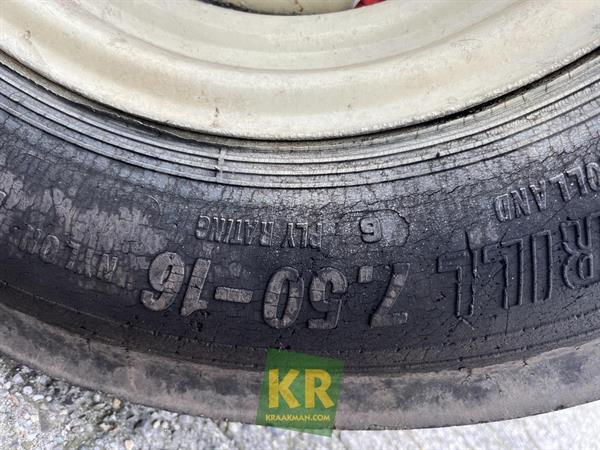 7.50-16
6
PLY RATING
NYLON
HOLLAND
KR
KRAAKMAN.COM